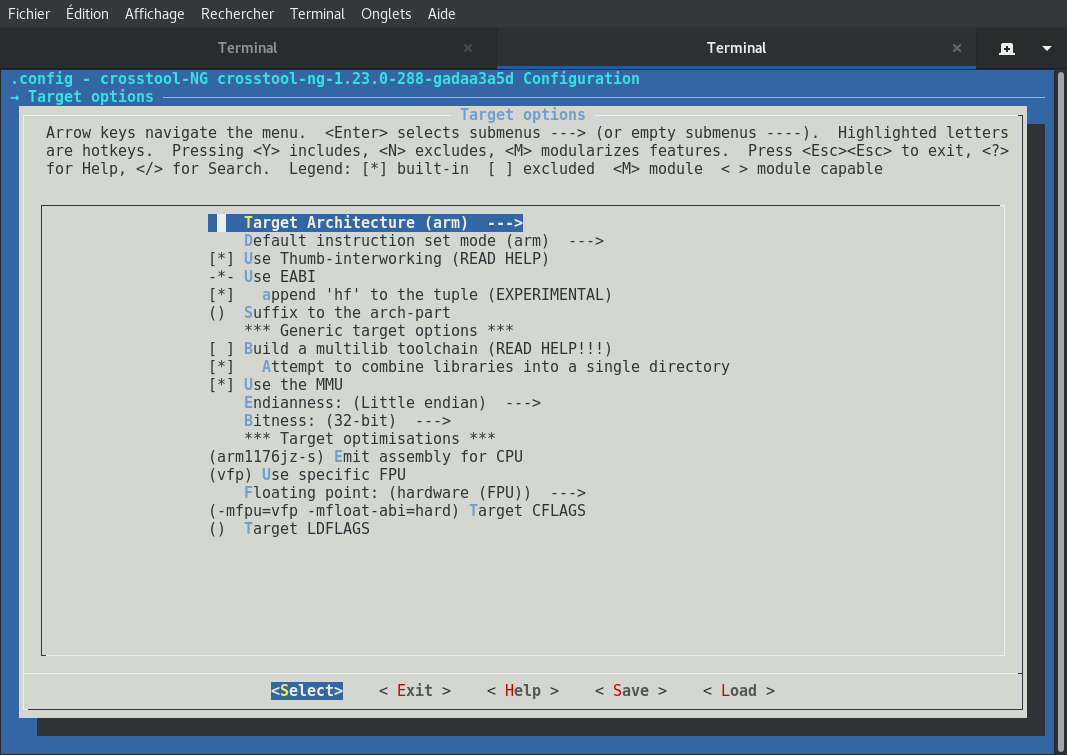 Fichier Édition Affichage Rechercher Terminal Onglets Aide
Terminal × Terminal ×
.config - crosstool-NG crosstool-ng-1.23.0-288-gadaa3a5d Configuration
→ Target options
Target options
Arrow keys navigate the menu.  <Enter> selects submenus ---> (or empty submenus ----).  Highlighted letters
are hotkeys.  Pressing <Y> includes, <N> excludes, <M> modularizes features.  Press <Esc><Esc> to exit, <?>
for Help, </> for Search.  Legend: [*] built-in  [ ] excluded  <M> module  < > module capable
Target Architecture (arm)  --->
Default instruction set mode (arm)  --->
[*] Use Thumb-interworking (READ HELP)
-*- Use EABI
[*]   append 'hf' to the tuple (EXPERIMENTAL)
()  Suffix to the arch-part
*** Generic target options ***
[ ] Build a multilib toolchain (READ HELP!!!)
[*]   Attempt to combine libraries into a single directory
[*] Use the MMU
Endianness: (Little endian)  --->
Bitness: (32-bit)  --->
*** Target optimisations ***
(arm1176jz-s) Emit assembly for CPU
(vfp) Use specific FPU
Floating point: (hardware (FPU))  --->
(-mfpu=vfp -mfloat-abi=hard) Target CFLAGS
()  Target LDFLAGS
<Select>    < Exit >    < Help >    < Save >    < Load >